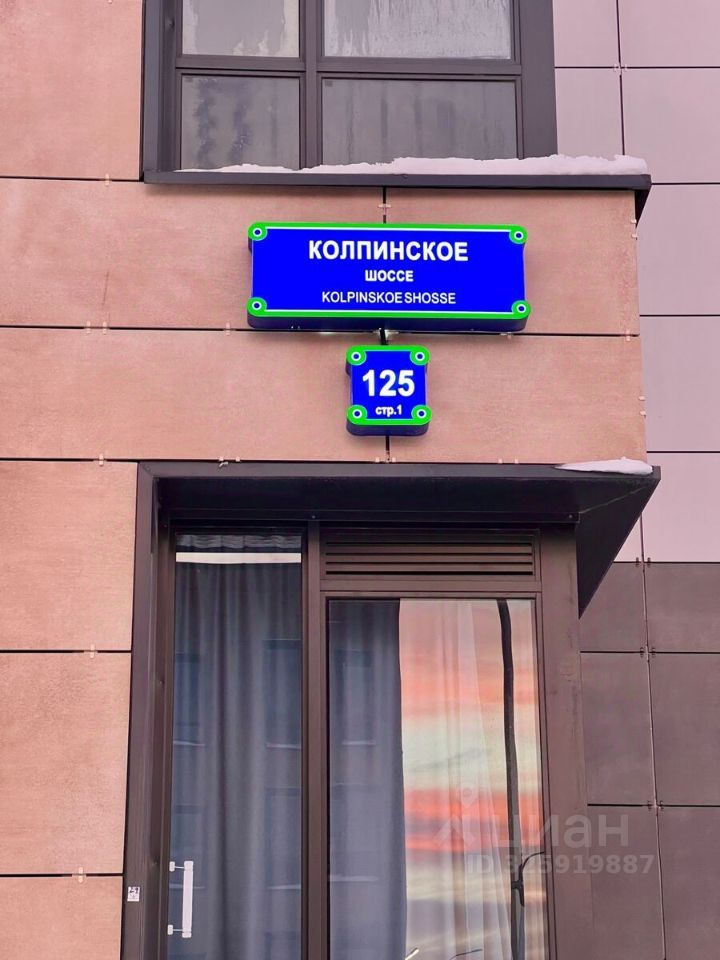 КОЛПИНСКОЕ
ШОССЕ
KOLPINSKOE SHOSSE
125
стр.1
циан